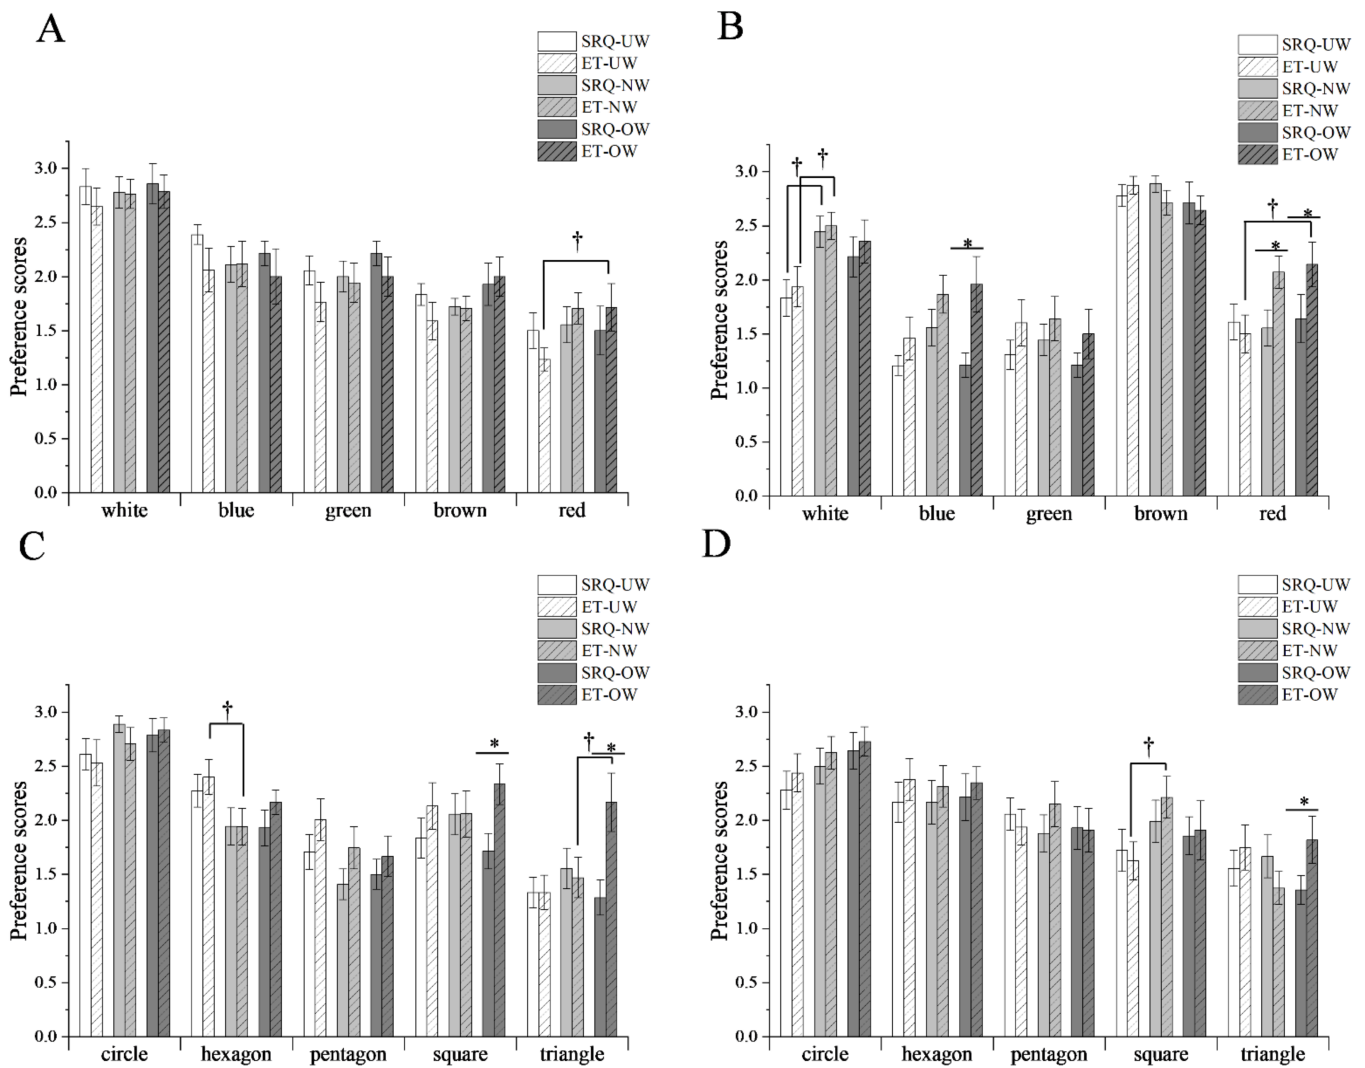 A
SRQ-UW
ET-UW
SRQ-NW
ET-NW
SRQ-OW
ET-OW
Preference scores
3.0
2.5
2.0
1.5
1.0
0.5
0.0
†
white blue green brown red
B
SRQ-UW
ET-UW
SRQ-NW
ET-NW
SRQ-OW
ET-OW
Preference scores
3.0
2.5
2.0
1.5
1.0
0.5
0.0
† †
*
† *
*
white blue green brown red
C
SRQ-UW
ET-UW
SRQ-NW
ET-NW
SRQ-OW
ET-OW
Preference scores
3.0
2.5
2.0
1.5
1.0
0.5
0.0
†
*
† *
circle hexagon pentagon square triangle
D
SRQ-UW
ET-UW
SRQ-NW
ET-NW
SRQ-OW
ET-OW
Preference scores
3.0
2.5
2.0
1.5
1.0
0.5
0.0
†
*
circle hexagon pentagon square triangle